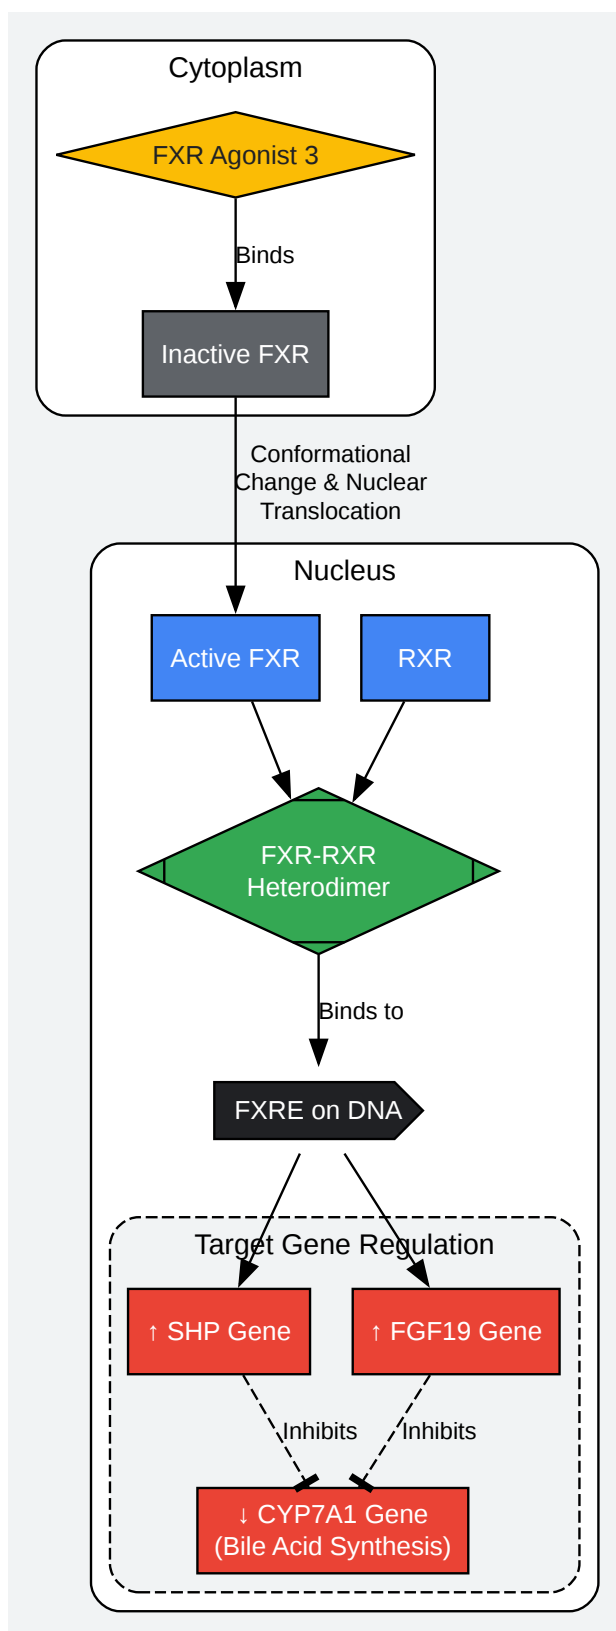 Cytoplasm
FXR Agonist 3
Binds
Inactive FXR
Conformational
Change & Nuclear
Translocation
Nucleus
Active FXR
RXR
FXR-RXR
Heterodimer
Binds to
FXRE on DNA
Target Gene Regulation
↑ SHP Gene
↑ FGF19 Gene
Inhibits
Inhibits
↓ CYP7A1 Gene
(Bile Acid Synthesis)